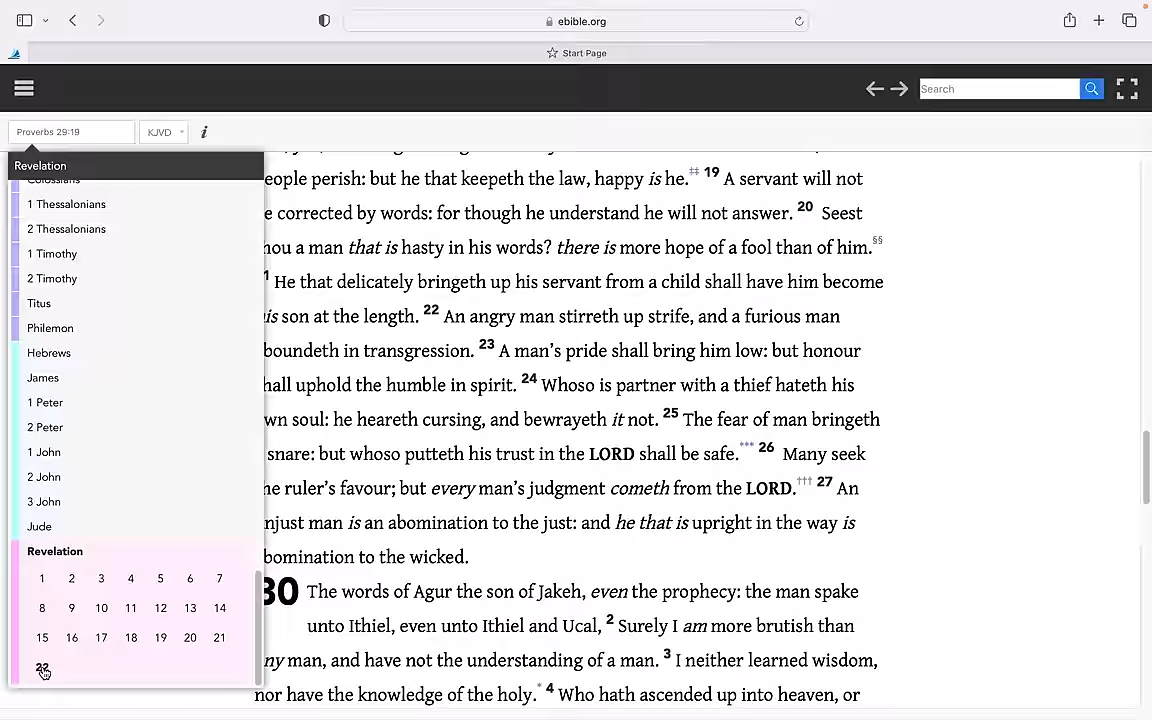 ebible.org
Start Page
Search
Proverbs 29:19
KJVD
i
Revelation
Colossians
1 Thessalonians
2 Thessalonians
1 Timothy
2 Timothy
Titus
Philemon
Hebrews
James
1 Peter
2 Peter
1 John
2 John
3 John
Jude
Revelation
1 2 3 4 5 6 7
8 9 10 11 12 13 14
15 16 17 18 19 20 21
22
eople perish: but he that keepeth the law, happy is he.‡‡ 19 A servant will not
e corrected by words: for though he understand he will not answer. 20 Seest
hou a man that is hasty in his words? there is more hope of a fool than of him.§§
1 He that delicately bringeth up his servant from a child shall have him become
is son at the length. 22 An angry man stirreth up strife, and a furious man
boundeth in transgression. 23 A man’s pride shall bring him low: but honour
hall uphold the humble in spirit. 24 Whoso is partner with a thief hateth his
wn soul: he heareth cursing, and bewrayeth it not. 25 The fear of man bringeth
snare: but whoso putteth his trust in the LORD shall be safe.*** 26 Many seek
he ruler’s favour; but every man’s judgment cometh from the LORD.††† 27 An
njust man is an abomination to the just: and he that is upright in the way is
bomination to the wicked.
30 The words of Agur the son of Jakeh, even the prophecy: the man spake
unto Ithiel, even unto Ithiel and Ucal, 2 Surely I am more brutish than
ny man, and have not the understanding of a man. 3 I neither learned wisdom,
nor have the knowledge of the holy.* 4 Who hath ascended up into heaven, or